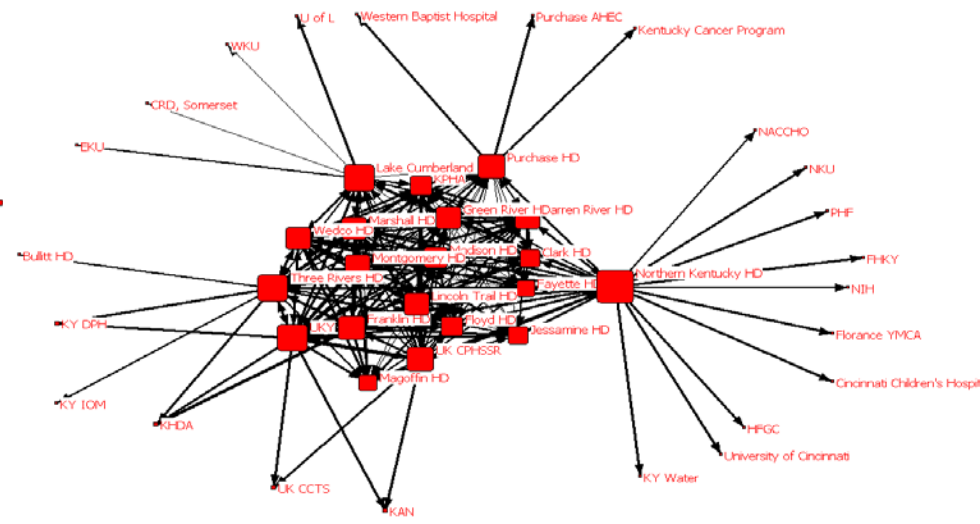 U of L
Western Baptist Hospital
Purchase AHEC
Kentucky Cancer Program
WKU
CRD, Somerset
EKU
NACCHO
Purchase HD
Lake Cumberland
KPHA
NKU
Green River HD
arren River HD
PHF
Marshall HD
Wedco HD
Madison HD
Clark HD
Bullitt HD
Montgomery HD
FHKY
Three Rivers HD
Northern Kentucky HD
Fayette HD
NIH
Lincoln Trail HD
KY DPH
UKY
Franklin HD
Floyd HD
Jessamine HD
Florance YMCA
UK CPHSSR
Magoffin HD
Cincinnati Children's Hospit
KY IOM
KHDA
HFGC
University of Cincinnati
KY Water
UK CCTS
KAN